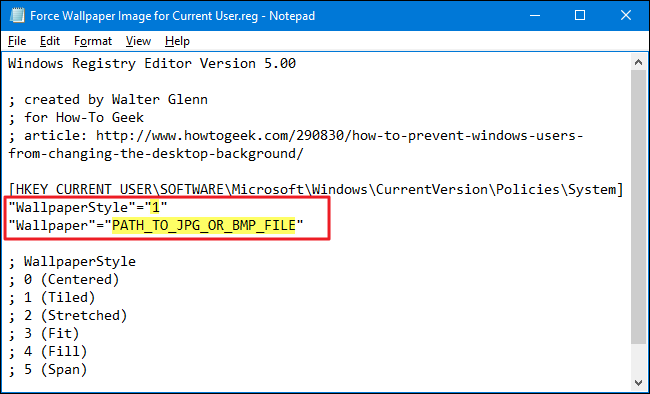 Force Wallpaper Image for Current User.reg - Notepad
File Edit Format View Help
Windows Registry Editor Version 5.00
; created by Walter Glenn
; for How-To Geek
; article: http://www.howtogeek.com/290830/how-to-prevent-windows-users-
from-changing-the-desktop-background/
[HKEY_CURRENT_USER\SOFTWARE\Microsoft\Windows\CurrentVersion\Policies\System]
"WallpaperStyle"="1"
"Wallpaper"="PATH_TO_JPG_OR_BMP_FILE"
; WallpaperStyle
; 0 (Centered)
; 1 (Tiled)
; 2 (Stretched)
; 3 (Fit)
; 4 (Fill)
; 5 (Span)